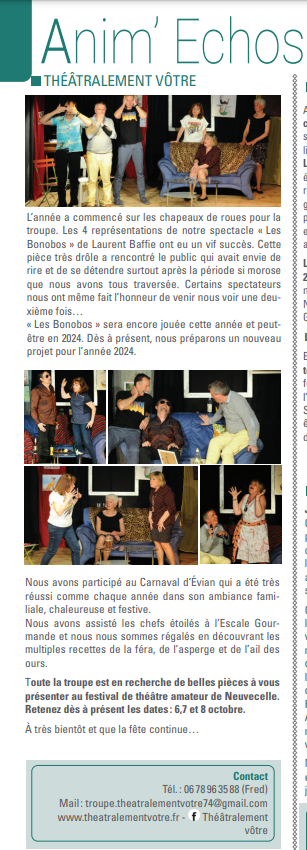 Anim' Echos
THÉÂTRALEMENT VÔTRE
L'année a commencé sur les chapeaux de roues pour la
troupe. Les 4 représentations de notre spectacle « Les
Bonobos » de Laurent Baffie ont eu un vif succès. Cette
pièce très drôle a rencontré le public qui avait envie de
rire et de se détendre surtout après la période si morose
que nous avons tous traversée. Certains spectateurs
nous ont même fait l'honneur de venir nous voir une deu-
xième fois…
« Les Bonobos » sera encore jouée cette année et peut-
être en 2024. Dès à présent, nous préparons un nouveau
projet pour l'année 2024.
Nous avons participé au Carnaval d'Évian qui a été très
réussi comme chaque année dans son ambiance fami-
liale, chaleureuse et festive.
Nous avons assisté les chefs étoilés à l'Escale Gour-
mande et nous nous sommes régalés en découvrant les
multiples recettes de la féra, de l'asperge et de l'ail des
ours.
Toute la troupe est en recherche de belles pièces à vous
présenter au festival de théâtre amateur de Neuvecelle.
Retenez dès à présent les dates : 6,7 et 8 octobre.
À très bientôt et que la fête continue…
Contact
Tél. : 06 78 96 35 88 (Fred)
Mail : troupe.theatralementvotre74@gmail.com
www.theatralementvotre.fr - f Théâtralement
vôtre